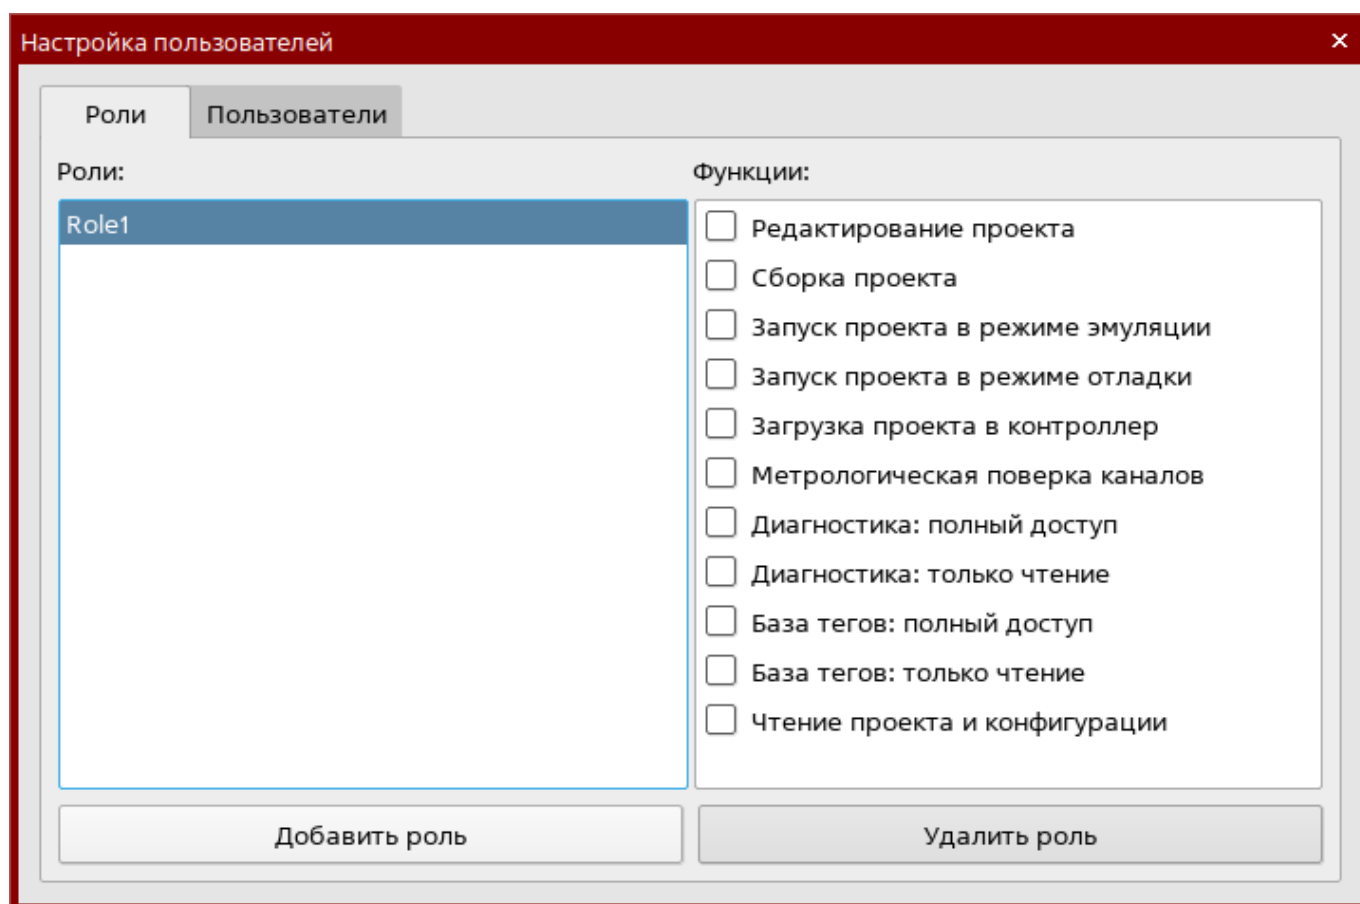 Настройка пользователей
Роли
Пользователи
Роли:
Функции:
Role1
Редактирование проекта
Сборка проекта
Запуск проекта в режиме эмуляции
Запуск проекта в режиме отладки
Загрузка проекта в контроллер
Метрологическая поверка каналов
Диагностика: полный доступ
Диагностика: только чтение
База тегов: полный доступ
База тегов: только чтение
Чтение проекта и конфигурации
Добавить роль
Удалить роль